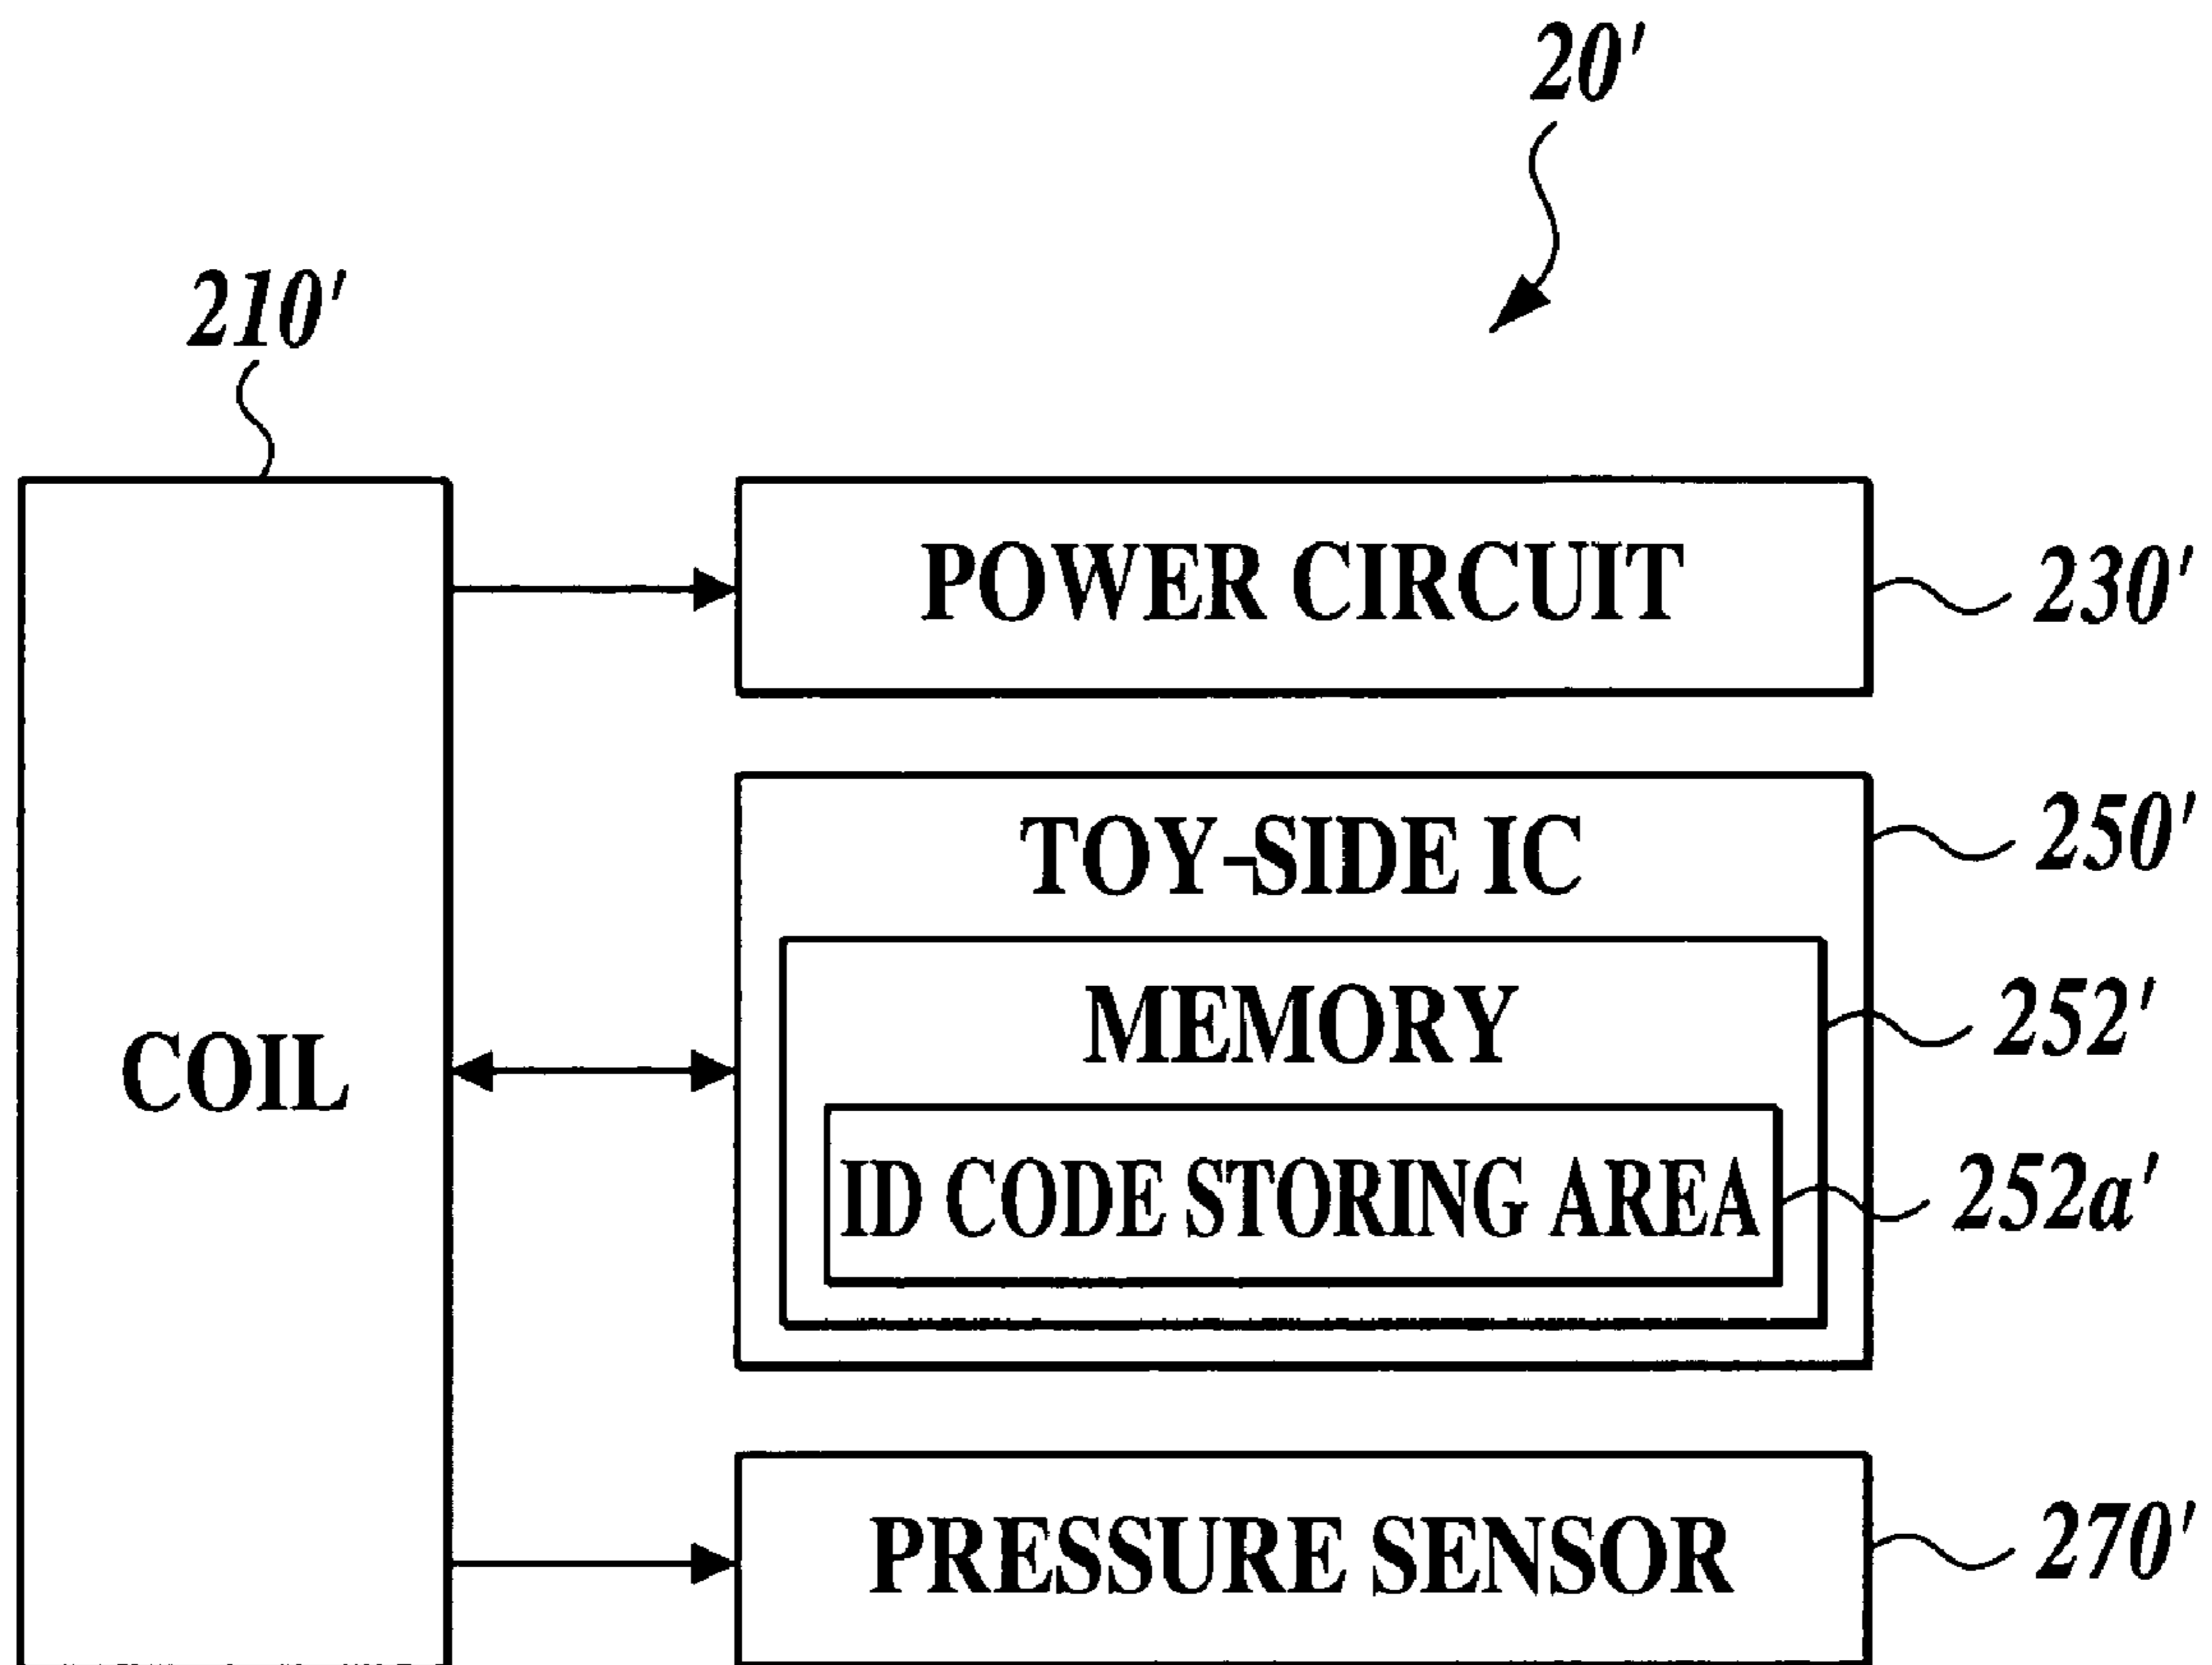 20'
210'
POWER CIRCUIT
230'
TOY-SIDE IC
250'
MEMORY
252'
COIL
ID CODE STORING AREA
252a'
PRESSURE SENSOR
270'